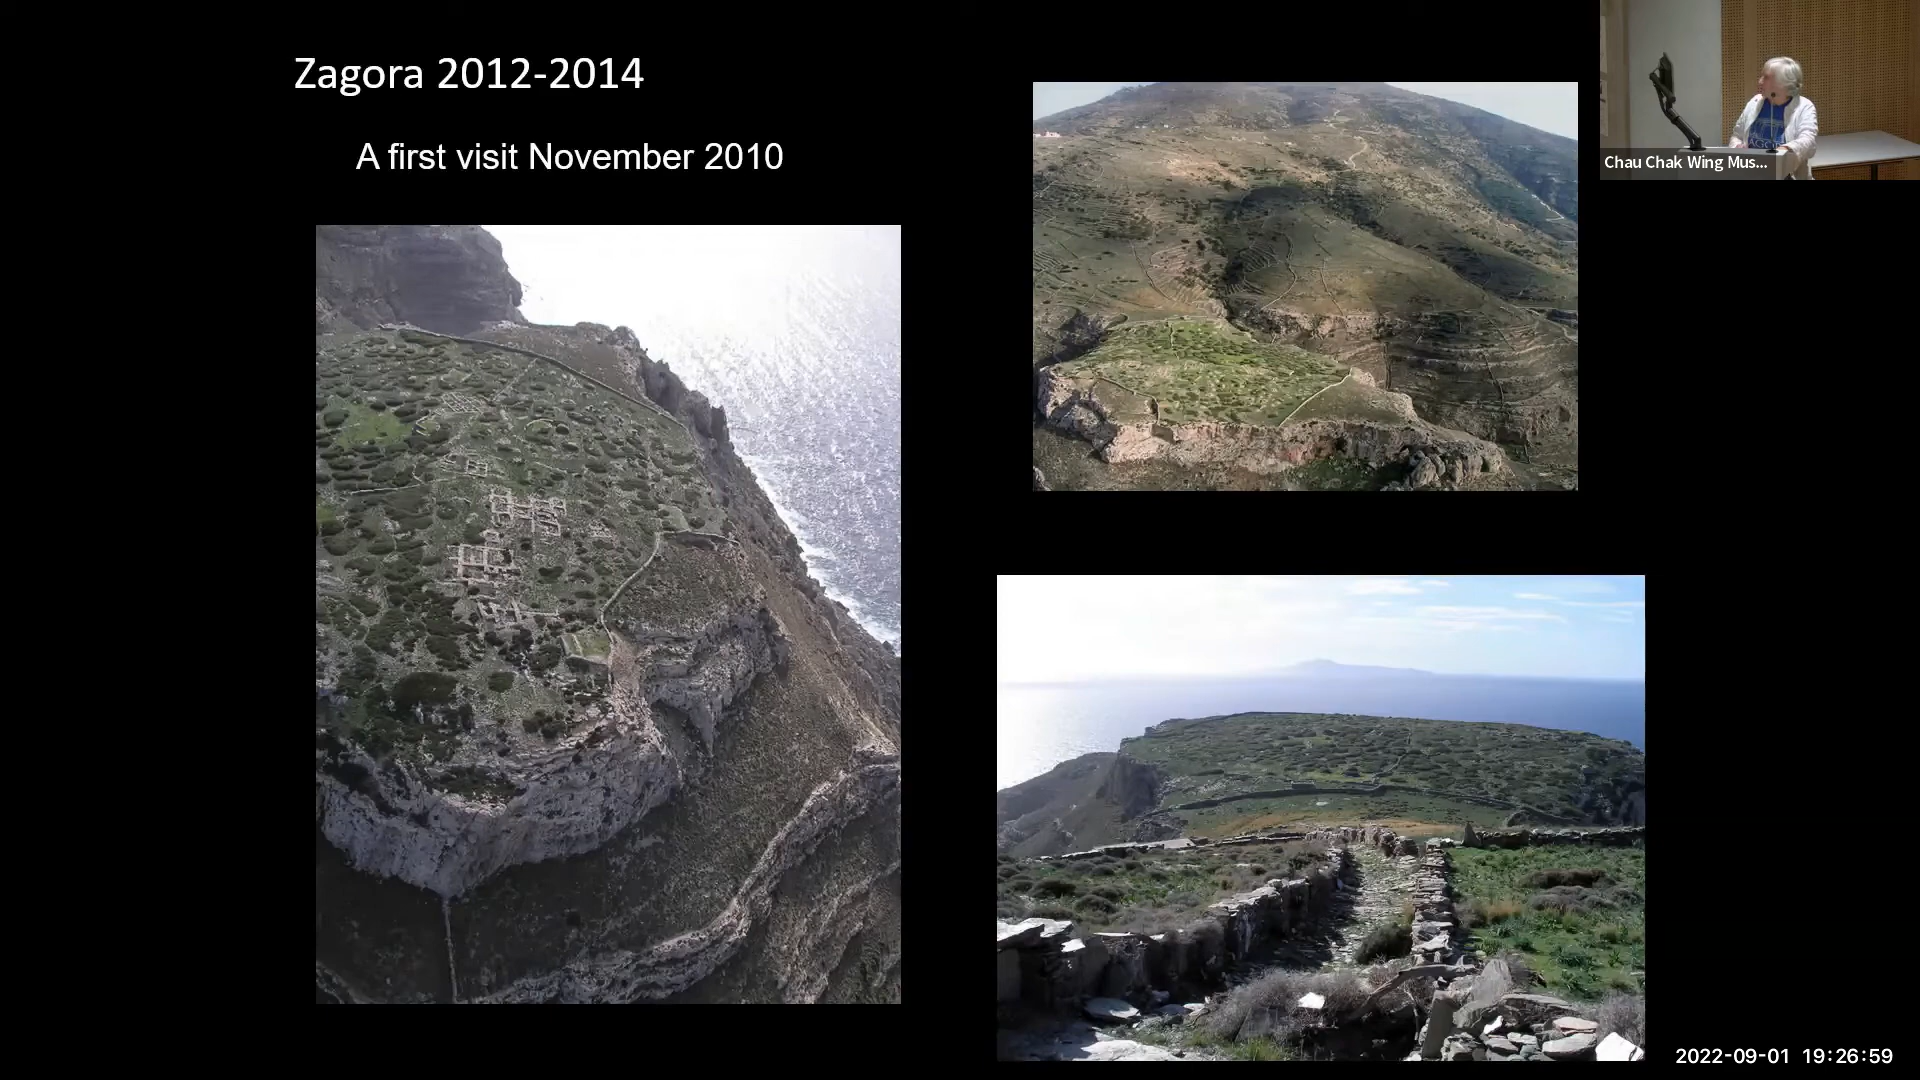 Zagora 2012-2014
A first visit November 2010
Chau Chak Wing Mus...
2022-09-01 19:26:59